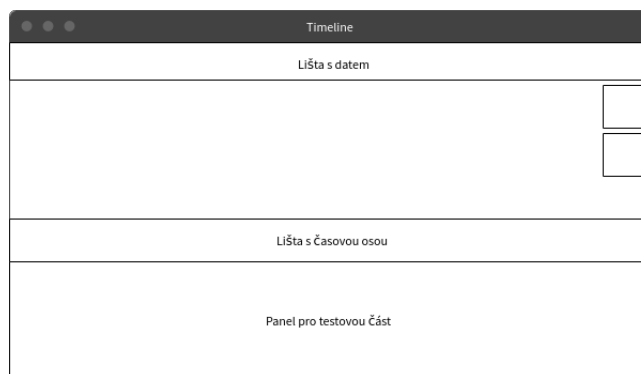 Timeline
Lišta s datem
Lišta s časovou osou
Panel pro testovou část